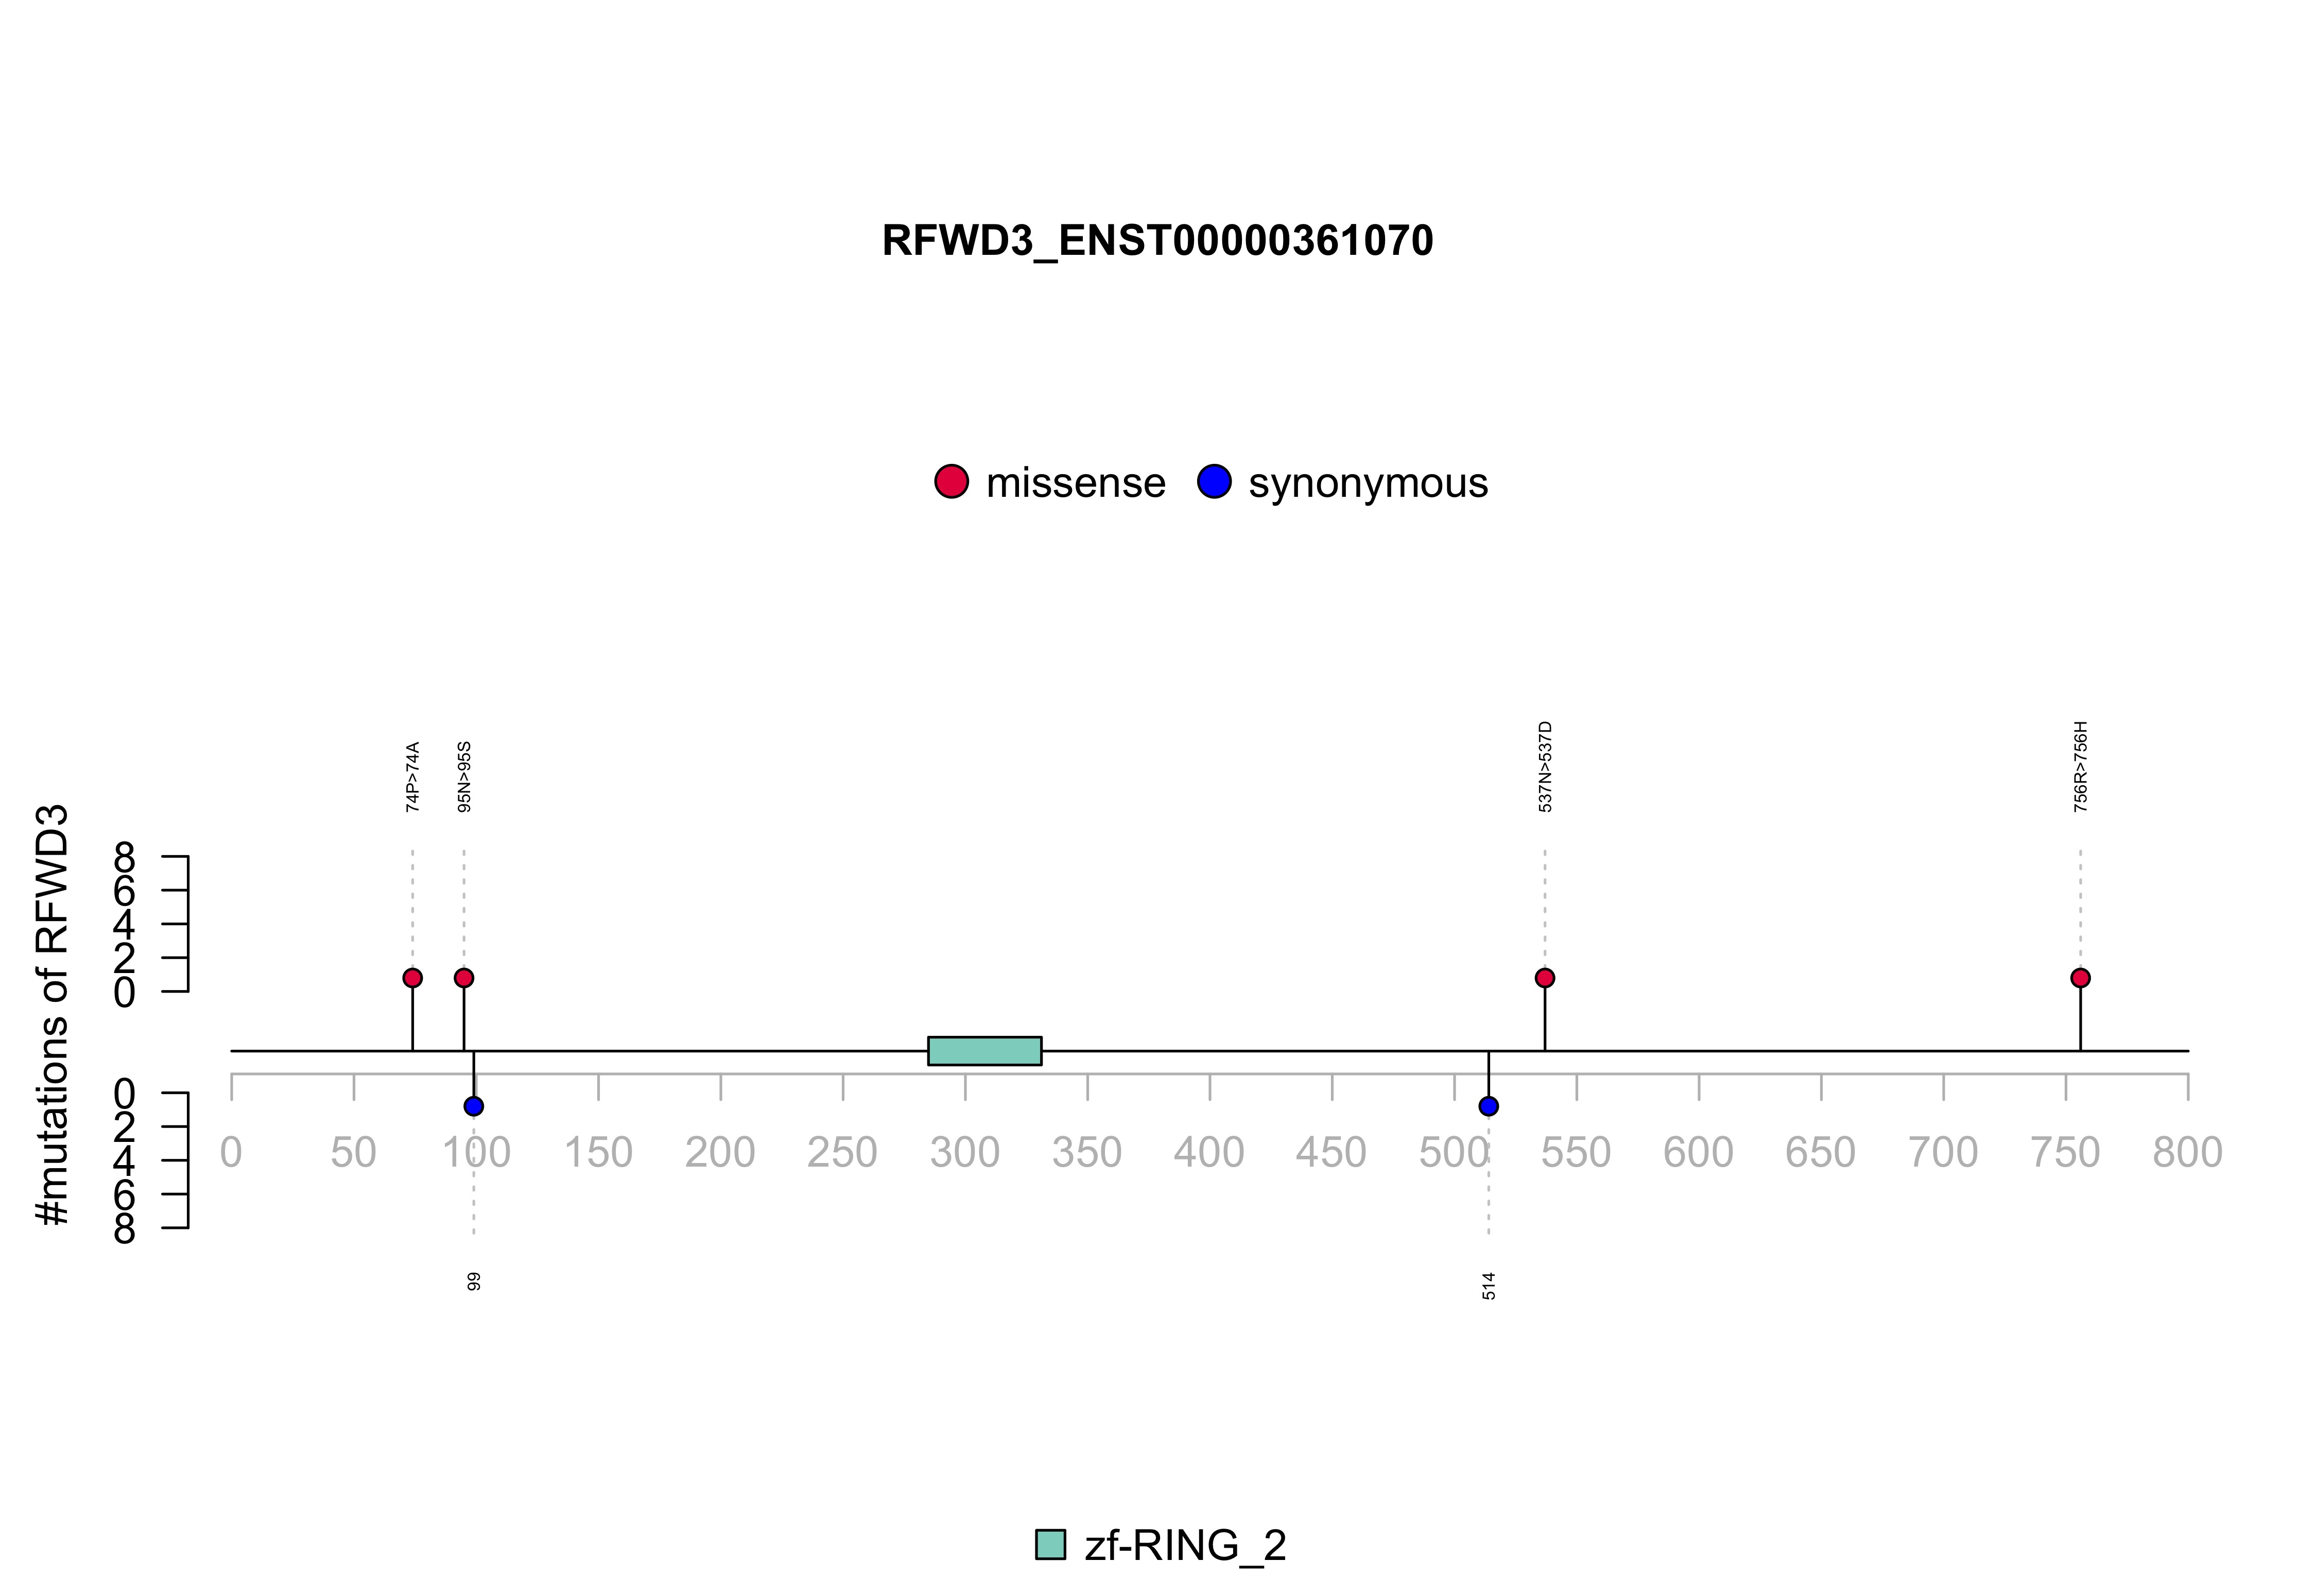 RFWD3_ENST00000361070
missense synonymous
74P>74A 95N>95S 537N>537D 756R>756H
#mutations of RFWD3
8
6
4
2
0
0
2
4
6
8
0 50 100 150 200 250 300 350 400 450 500 550 600 650 700 750 800
99 514
zf-RING_2